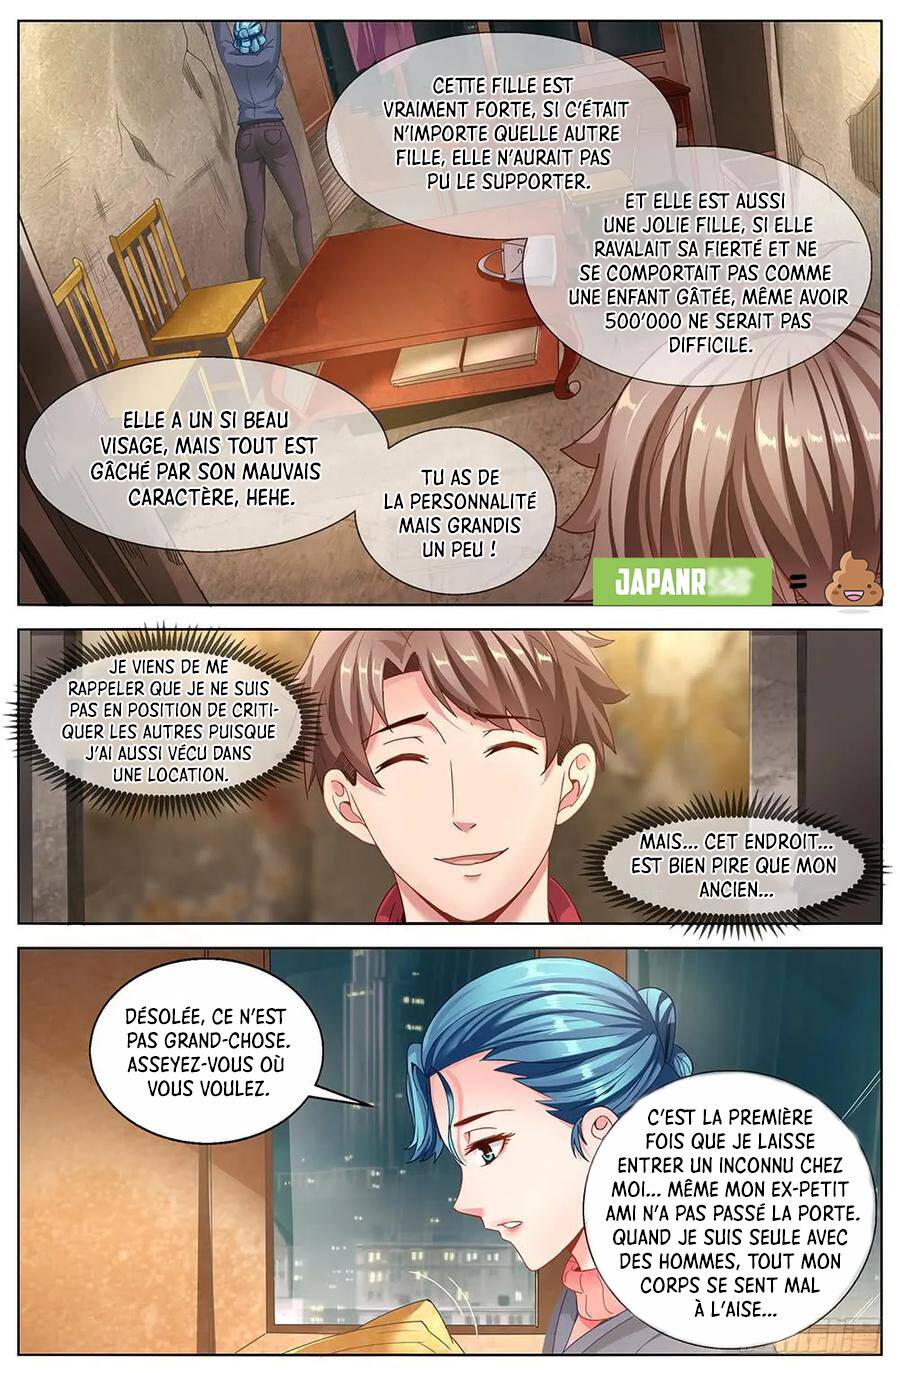 CETTE FILLE EST
VRAIMENT FORTE, SI C'ÉTAIT
N'IMPORTE QUELLE AUTRE
FILLE, ELLE N'AURAIT PAS
PU LE SUPPORTER.
ET ELLE EST AUSSI
UNE JOLIE FILLE, SI ELLE
RAVALAIT SA FIERTÉ ET NE
SE COMPORTAIT PAS COMME
UNE ENFANT GÂTÉE, MÊME AVOIR
500'000 NE SERAIT PAS
DIFFICILE.
ELLE A UN SI BEAU
VISAGE, MAIS TOUT EST
GÂCHÉ PAR SON MAUVAIS
CARACTÈRE, HEHE.
TU AS DE
LA PERSONNALITÉ
MAIS GRANDIS
UN PEU !
JAPANR
=
JE VIENS DE ME
RAPPELER QUE JE NE SUIS
PAS EN POSITION DE CRITI-
QUER LES AUTRES PUISQUE
J'AI AUSSI VÉCU DANS
UNE LOCATION.
MAIS... CET ENDROIT...
EST BIEN PIRE QUE MON
ANCIEN...
DÉSOLÉE, CE N'EST
PAS GRAND-CHOSE.
ASSEYEZ-VOUS OÙ
VOUS VOULEZ.
C'EST LA PREMIÈRE
FOIS QUE JE LAISSE
ENTRER UN INCONNU CHEZ
MOI... MÊME MON EX-PETIT
AMI N'A PAS PASSÉ LA PORTE.
QUAND JE SUIS SEULE AVEC
DES HOMMES, TOUT MON
CORPS SE SENT MAL
À L'AISE...